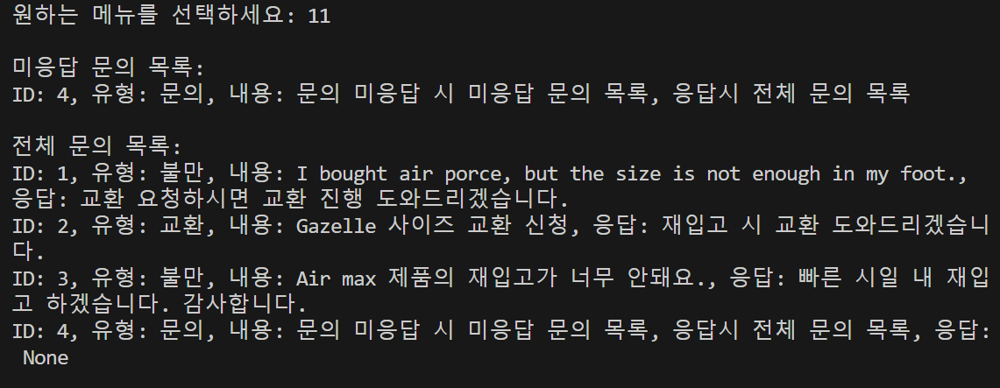 원하는 메뉴를 선택하세요: 11
미응답 문의 목록:
ID: 4, 유형: 문의, 내용: 문의 미응답 시 미응답 문의 목록, 응답시 전체 문의 목록
전체 문의 목록:
ID: 1, 유형: 불만, 내용: I bought air porce, but the size is not enough in my foot.,
응답: 교환 요청하시면 교환 진행 도와드리겠습니다.
ID: 2, 유형: 교환, 내용: Gazelle 사이즈 교환 신청, 응답: 재입고 시 교환 도와드리겠습니
다.
ID: 3, 유형: 불만, 내용: Air max 제품의 재입고가 너무 안돼요., 응답: 빠른 시일 내 재입
고 하겠습니다. 감사합니다.
ID: 4, 유형: 문의, 내용: 문의 미응답 시 미응답 문의 목록, 응답시 전체 문의 목록, 응답:
None